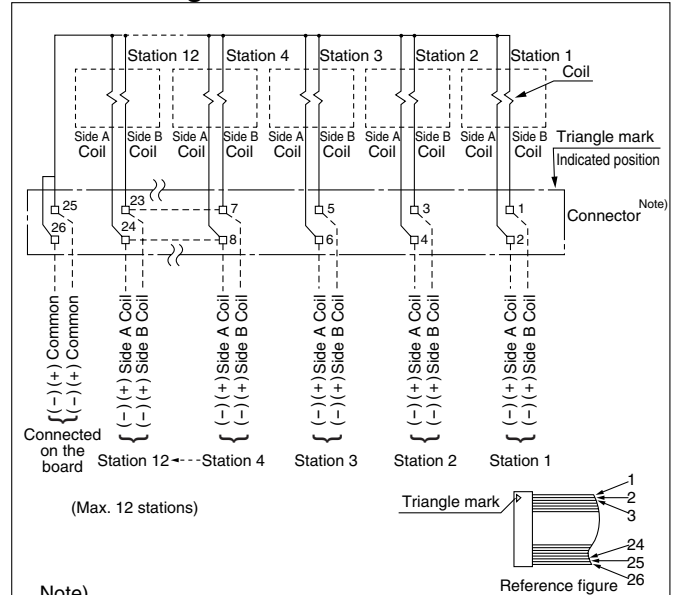 Station 12 Station 4 Station 3 Station 2 Station 1
Coil
Side A Side B Side A Side B Side A Side B Side A Side B Side A Side B
Coil Coil Coil Coil Coil Coil Coil Coil Coil Coil
Triangle mark
Indicated position
25 23 7 5 3 1
Connector Note)
26 24 8 6 4 2
(−)(+) Common
(−)(+) Common
(−)(+) Side A Coil
(−)(+) Side B Coil
(−)(+) Side A Coil
(−)(+) Side B Coil
(−)(+) Side A Coil
(−)(+) Side B Coil
(−)(+) Side A Coil
(−)(+) Side B Coil
(−)(+) Side A Coil
(−)(+) Side B Coil
Connected
on the
board
Station 12 Station 4 Station 3 Station 2 Station 1
(Max. 12 stations)
Triangle mark
1
2
3
24
25
26
Reference figure